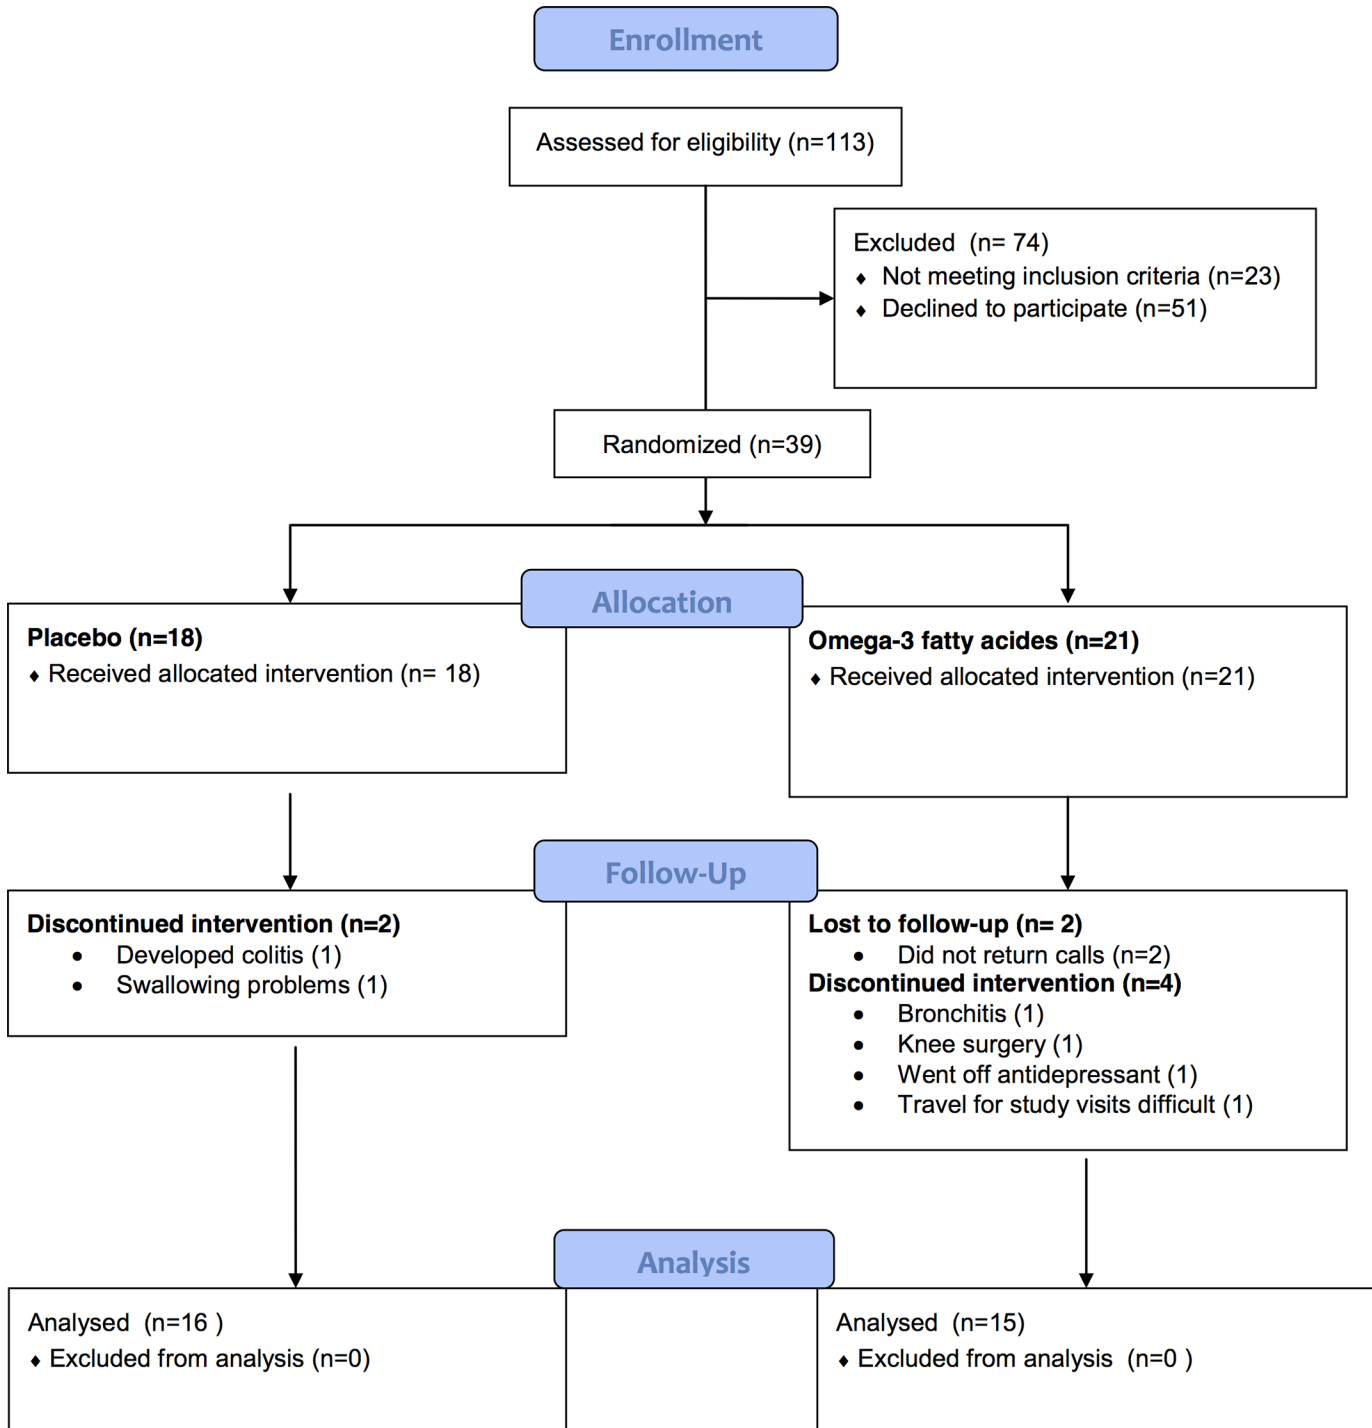 Enrollment
Assessed for eligibility (n=113)
Excluded  (n= 74)
♦ Not meeting inclusion criteria (n=23)
♦ Declined to participate (n=51)
Randomized (n=39)
Allocation
Placebo (n=18)
♦ Received allocated intervention (n= 18)
Omega-3 fatty acides (n=21)
♦ Received allocated intervention (n=21)
Follow-Up
Discontinued intervention (n=2)
• Developed colitis (1)
• Swallowing problems (1)
Lost to follow-up (n= 2)
• Did not return calls (n=2)
Discontinued intervention (n=4)
• Bronchitis (1)
• Knee surgery (1)
• Went off antidepressant (1)
• Travel for study visits difficult (1)
Analysis
Analysed  (n=16 )
♦ Excluded from analysis (n=0)
Analysed  (n=15)
♦ Excluded from analysis  (n=0 )